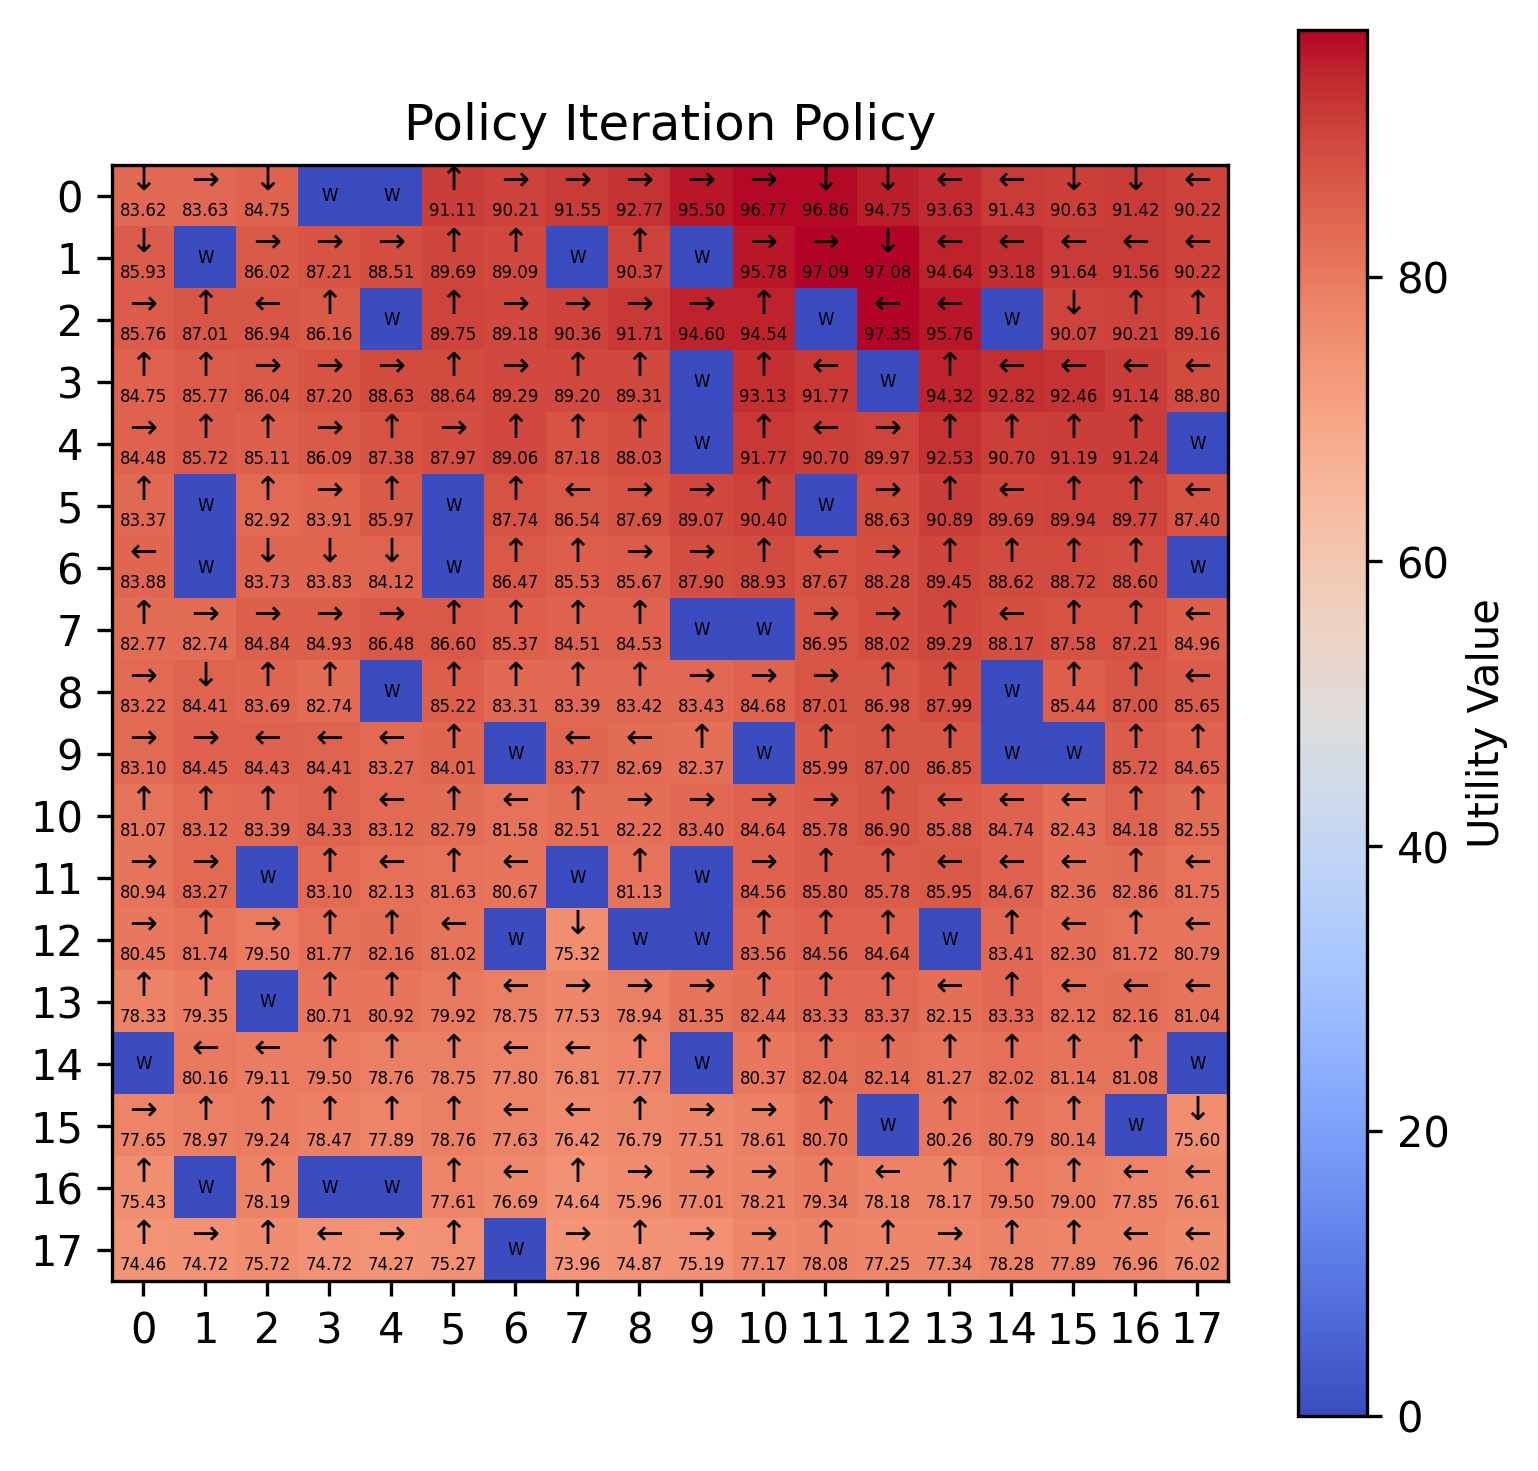 Policy Iteration Policy
0 ↓ → ↓ W W ↑ → → → → → ↓ ↓ ← ← ↓ ↓ ←
83.62 83.63 84.75 91.11 90.21 91.55 92.77 95.50 96.77 96.86 94.75 93.63 91.43 90.63 91.42 90.22
1 ↓ W → → → ↑ ↑ W ↑ W → → ↓ ← ← ← ← ←
85.93 86.02 87.21 88.51 89.69 89.09 90.37 95.78 97.09 97.08 94.64 93.18 91.64 91.56 90.22
2 → ↑ ← ↑ W ↑ → → → → ↑ W ← ← W ↓ ↑ ↑
85.76 87.01 86.94 86.16 89.75 89.18 90.36 91.71 94.60 94.54 97.35 95.76 90.07 90.21 89.16
3 ↑ ↑ → → → ↑ → ↑ ↑ W ↑ ← W ↑ ← ← ← ←
84.75 85.77 86.04 87.20 88.63 88.64 89.29 89.20 89.31 93.13 91.77 94.32 92.82 92.46 91.14 88.80
4 → ↑ ↑ → ↑ → ↑ ↑ ↑ W ↑ ← → ↑ ↑ ↑ ↑ W
84.48 85.72 85.11 86.09 87.38 87.97 89.06 87.18 88.03 91.77 90.70 89.97 92.53 90.70 91.19 91.24
5 ↑ W ↑ → ↑ W ↑ ← → → ↑ W → ↑ ← ↑ ↑ ←
83.37 82.92 83.91 85.97 87.74 86.54 87.69 89.07 90.40 88.63 90.89 89.69 89.94 89.77 87.40
6 ← W ↓ ↓ ↓ W ↑ ↑ → → ↑ ← → ↑ ↑ ↑ ↑ W
83.88 83.73 83.83 84.12 86.47 85.53 85.67 87.90 88.93 87.67 88.28 89.45 88.62 88.72 88.60
7 ↑ → → → → ↑ ↑ ↑ ↑ W W → → ↑ ← ↑ ↑ ←
82.77 82.74 84.84 84.93 86.48 86.60 85.37 84.51 84.53 86.95 88.02 89.29 88.17 87.58 87.21 84.96
8 → ↓ ↑ ↑ W ↑ ↑ ↑ ↑ → → → ↑ ↑ W ↑ ↑ ←
83.22 84.41 83.69 82.74 85.22 83.31 83.39 83.42 83.43 84.68 87.01 86.98 87.99 85.44 87.00 85.65
9 → → ← ← ← ↑ W ← ← ↑ W ↑ ↑ ↑ W W ↑ ↑
83.10 84.45 84.43 84.41 83.27 84.01 83.77 82.69 82.37 85.99 87.00 86.85 85.72 84.65
10 ↑ ↑ ↑ ↑ ← ↑ ← ↑ → → → → ↑ ← ← ← ↑ ↑
81.07 83.12 83.39 84.33 83.12 82.79 81.58 82.51 82.22 83.40 84.64 85.78 86.90 85.88 84.74 82.43 84.18 82.55
11 → → W ↑ ← ↑ ← W ↑ W → ↑ ↑ ← ← ← ↑ ←
80.94 83.27 83.10 82.13 81.63 80.67 81.13 84.56 85.80 85.78 85.95 84.67 82.36 82.86 81.75
12 → ↑ → ↑ ↑ ← W ↓ W W ↑ ↑ ↑ W ↑ ← ↑ ←
80.45 81.74 79.50 81.77 82.16 81.02 75.32 83.56 84.56 84.64 83.41 82.30 81.72 80.79
13 ↑ ↑ W ↑ ↑ ↑ ← → → → ↑ ↑ ↑ ← ↑ ← ← ←
78.33 79.35 80.71 80.92 79.92 78.75 77.53 78.94 81.35 82.44 83.33 83.37 82.15 83.33 82.12 82.16 81.04
14 W ← ← ↑ ↑ ↑ ← ← ↑ W ↑ ↑ ↑ ↑ ↑ ↑ ↑ W
80.16 79.11 79.50 78.76 78.75 77.80 76.81 77.77 80.37 82.04 82.14 81.27 82.02 81.14 81.08
15 → ↑ ↑ ↑ ↑ ↑ ← ← ↑ → → ↑ W ↑ ↑ ↑ W ↓
77.65 78.97 79.24 78.47 77.89 78.76 77.63 76.42 76.79 77.51 78.61 80.70 80.26 80.79 80.14 75.60
16 ↑ W ↑ W W ↑ ← ↑ → → → ↑ ← ↑ ↑ ↑ ← ←
75.43 78.19 77.61 76.69 74.64 75.96 77.01 78.21 79.34 78.18 78.17 79.50 79.00 77.85 76.61
17 ↑ → ↑ ← → ↑ W → ↑ → → ↑ ↑ → ↑ ↑ ← ←
74.46 74.72 75.72 74.72 74.27 75.27 73.96 74.87 75.19 77.17 78.08 77.25 77.34 78.28 77.89 76.96 76.02
0 1 2 3 4 5 6 7 8 9 10 11 12 13 14 15 16 17
80
60
40
20
0
Utility Value